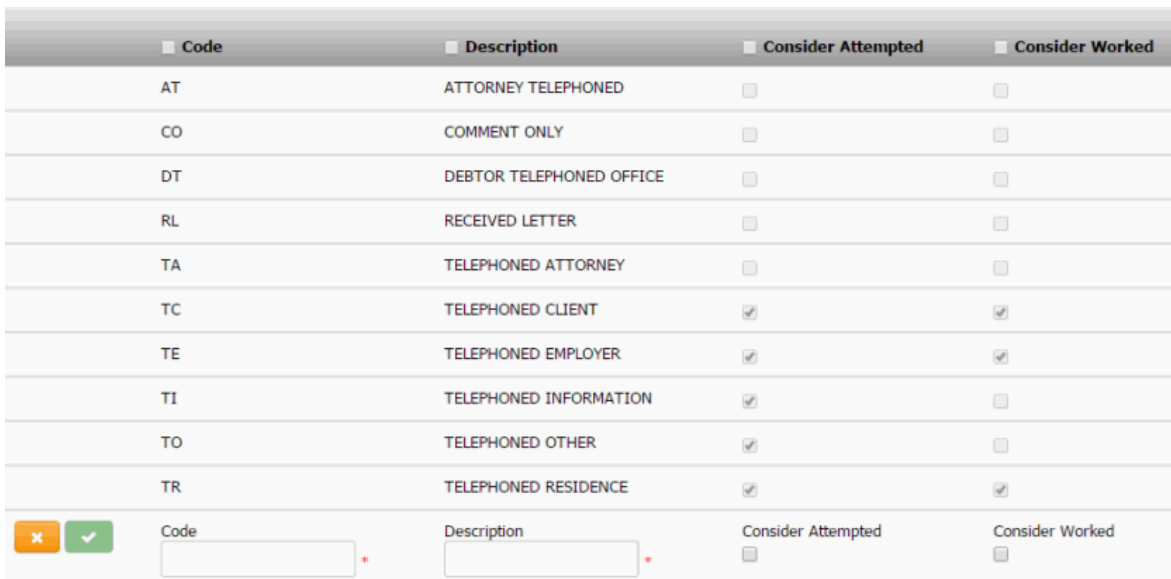 Code Description Consider Attempted Consider Worked
AT ATTORNEY TELEPHONED
CO COMMENT ONLY
DT DEBTOR TELEPHONED OFFICE
RL RECEIVED LETTER
TA TELEPHONED ATTORNEY
TC TELEPHONED CLIENT
TE TELEPHONED EMPLOYER
TI TELEPHONED INFORMATION
TO TELEPHONED OTHER
TR TELEPHONED RESIDENCE
Code Description Consider Attempted Consider Worked
* *